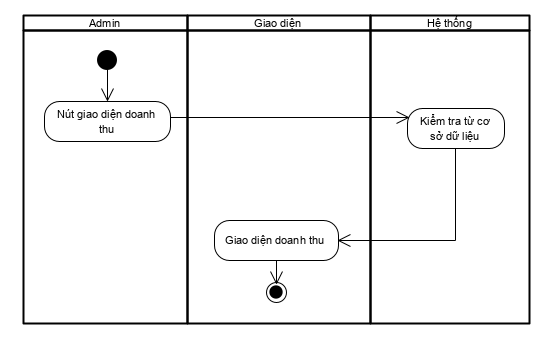 Admin
Giao diện
Hệ thống
Nút giao diện doanh
thu
Kiểm tra từ cơ
sở dữ liệu
Giao diện doanh thu